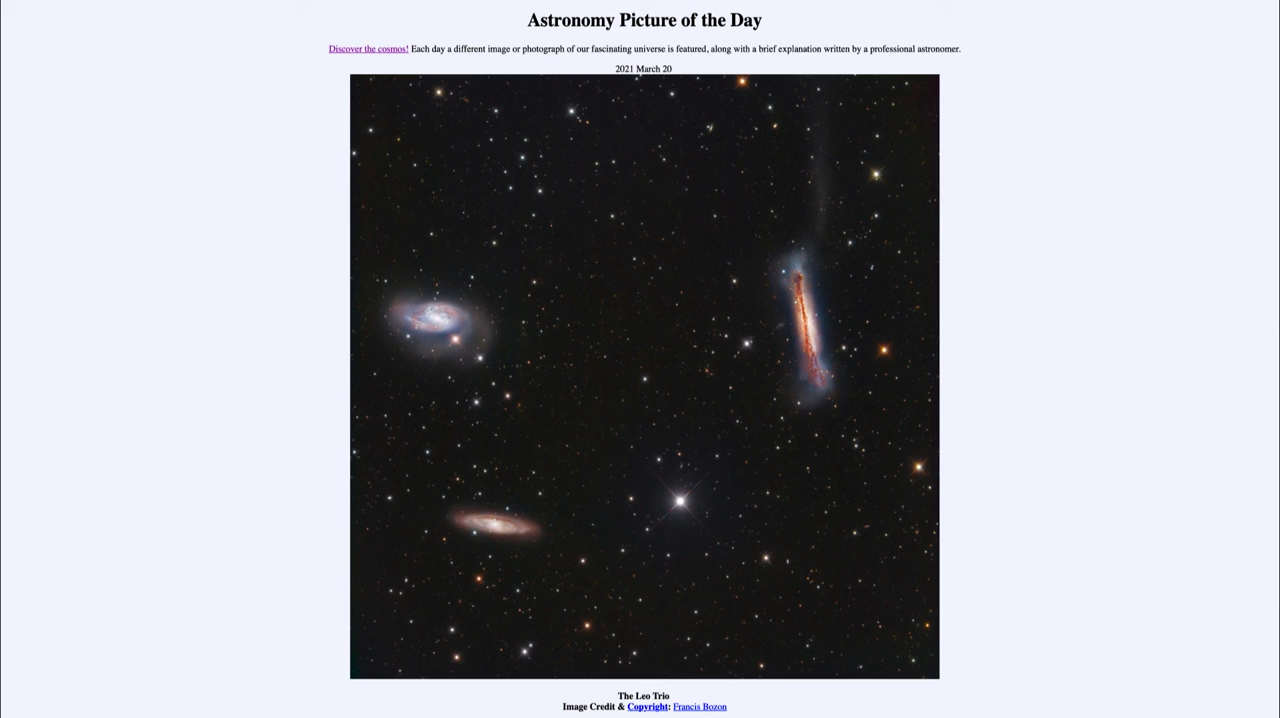 Astronomy Picture of the Day
Discover the cosmos! Each day a different image or photograph of our fascinating universe is featured, along with a brief explanation written by a professional astronomer.
2021 March 20
The Leo Trio
Image Credit & Copyright: Francis Bozon